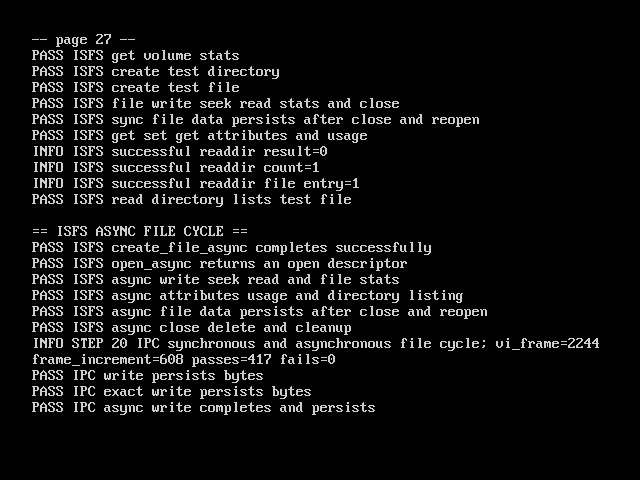 -- page 27 --
PASS ISFS get volume stats
PASS ISFS create test directory
PASS ISFS create test file
PASS ISFS file write seek read stats and close
PASS ISFS sync file data persists after close and reopen
PASS ISFS get set get attributes and usage
INFO ISFS successful readdir result=0
INFO ISFS successful readdir count=1
INFO ISFS successful readdir file entry=1
PASS ISFS read directory lists test file

== ISFS ASYNC FILE CYCLE ==
PASS ISFS create_file_async completes successfully
PASS ISFS open_async returns an open descriptor
PASS ISFS async write seek read and file stats
PASS ISFS async attributes usage and directory listing
PASS ISFS async file data persists after close and reopen
PASS ISFS async close delete and cleanup
INFO STEP 20 IPC synchronous and asynchronous file cycle; vi_frame=2244
frame_increment=608 passes=417 fails=0
PASS IPC write persists bytes
PASS IPC exact write persists bytes
PASS IPC async write completes and persists